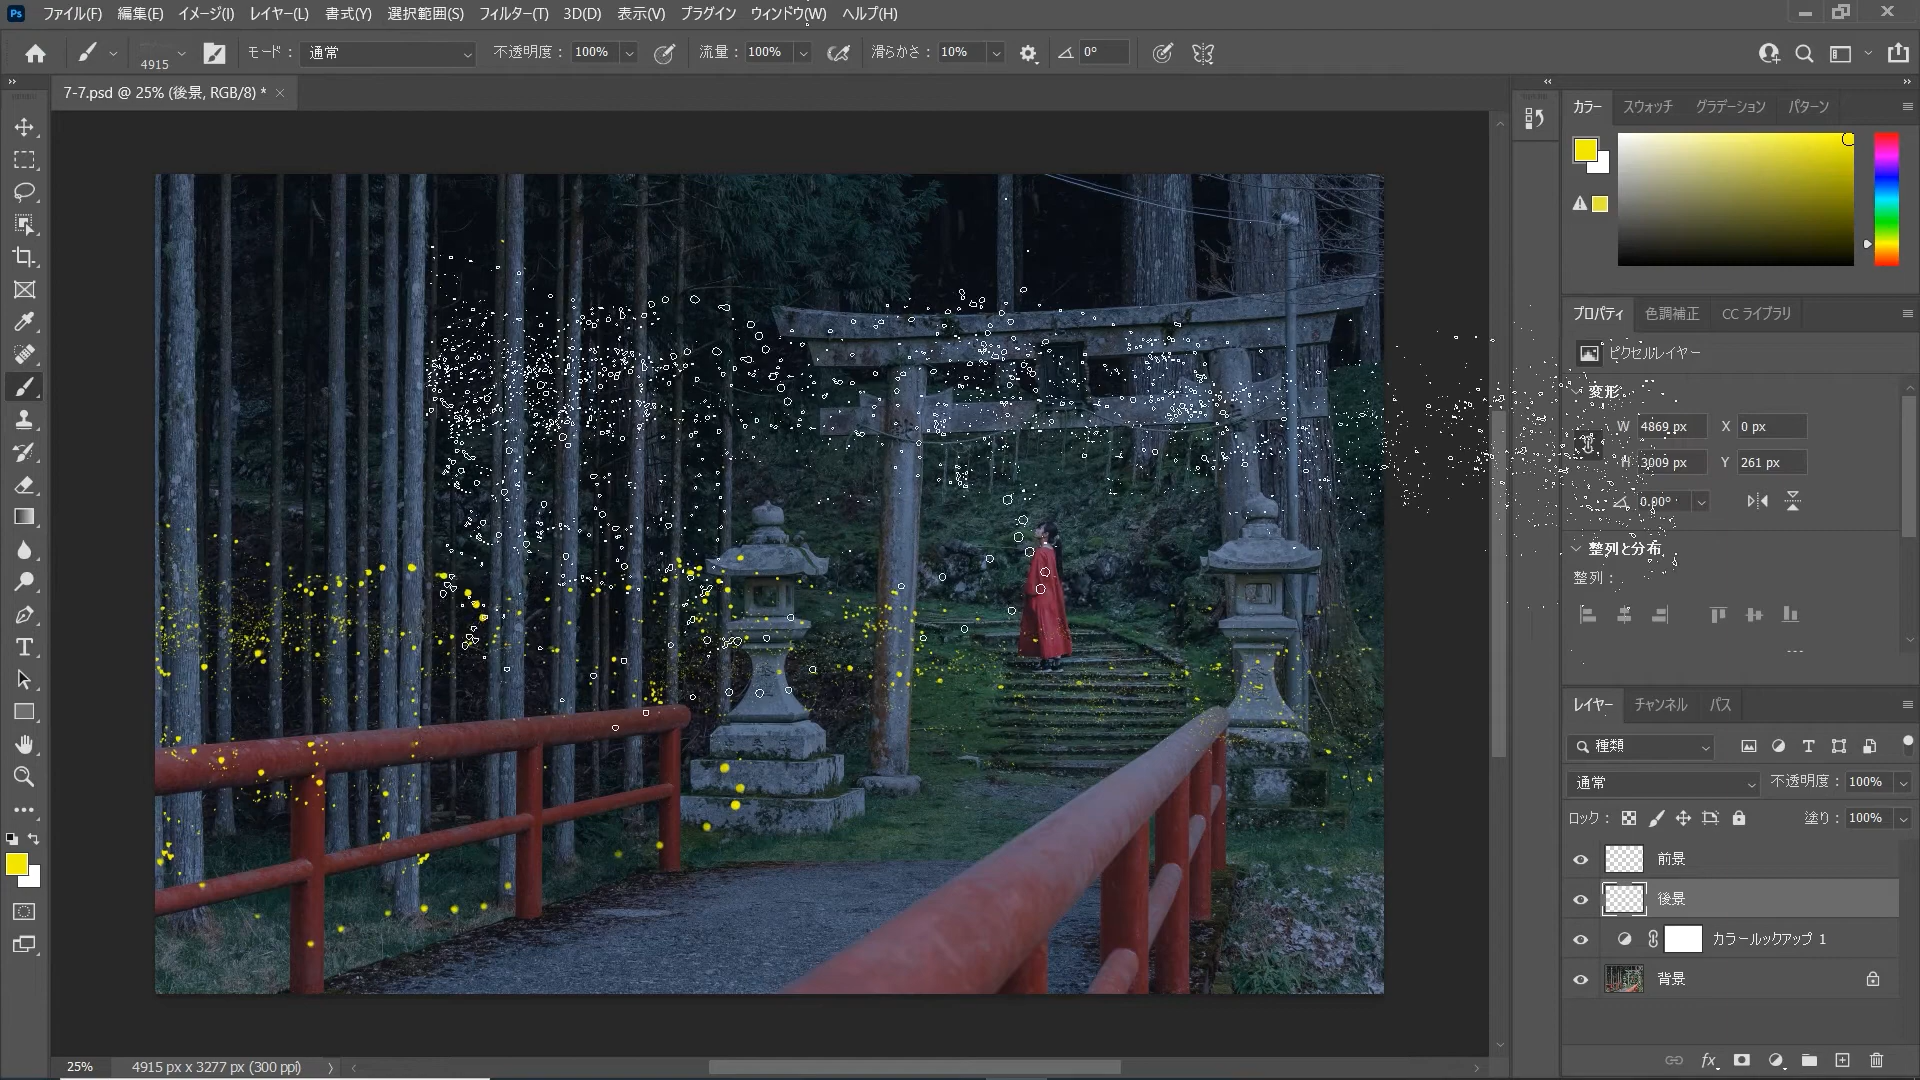 Ps ファイル(F) 編集(E) イメージ(I) レイヤー(L) 書式(Y) 選択範囲(S) フィルター(T) 3D(D) 表示(V) プラグイン ウィンドウ(W) ヘルプ(H)
4915 モード： 通常 不透明度： 100% 流量： 100% 滑らかさ： 10% 0°
7-7.psd @ 25% (後景, RGB/8) *
カラー スウォッチ グラデーション パターン
プロパティ 色調補正 CC ライブラリ
ピクセルレイヤー
変形
W 4869 px X 0 px
H 3009 px Y 261 px
0.00°
整列と分布
整列：
レイヤー チャンネル パス
種類
通常 不透明度： 100%
ロック： 塗り： 100%
前景
後景
カラールックアップ 1
背景
25% 4915 px x 3277 px (300 ppi)